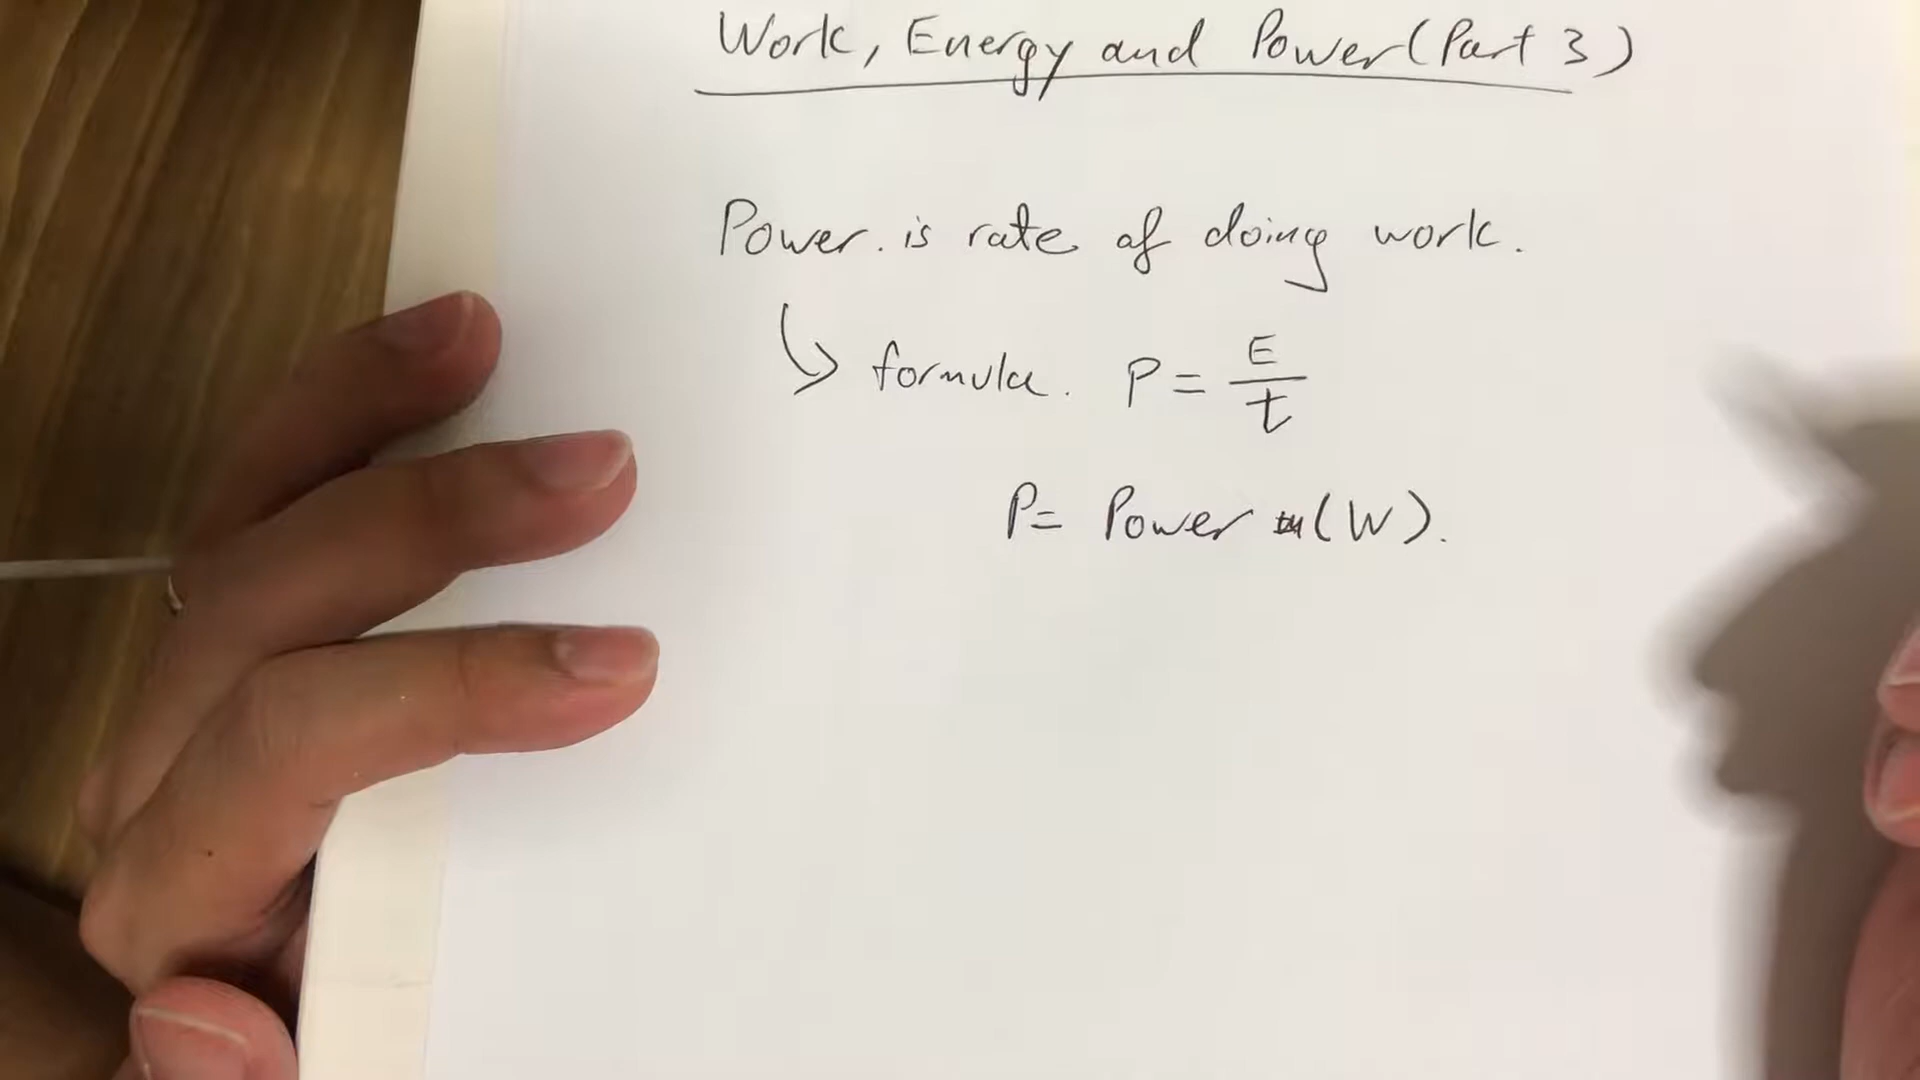 Work, Energy and Power (Part 3)
Power. is rate of doing work.
↳ formula. P = E/t
P = Power (W).